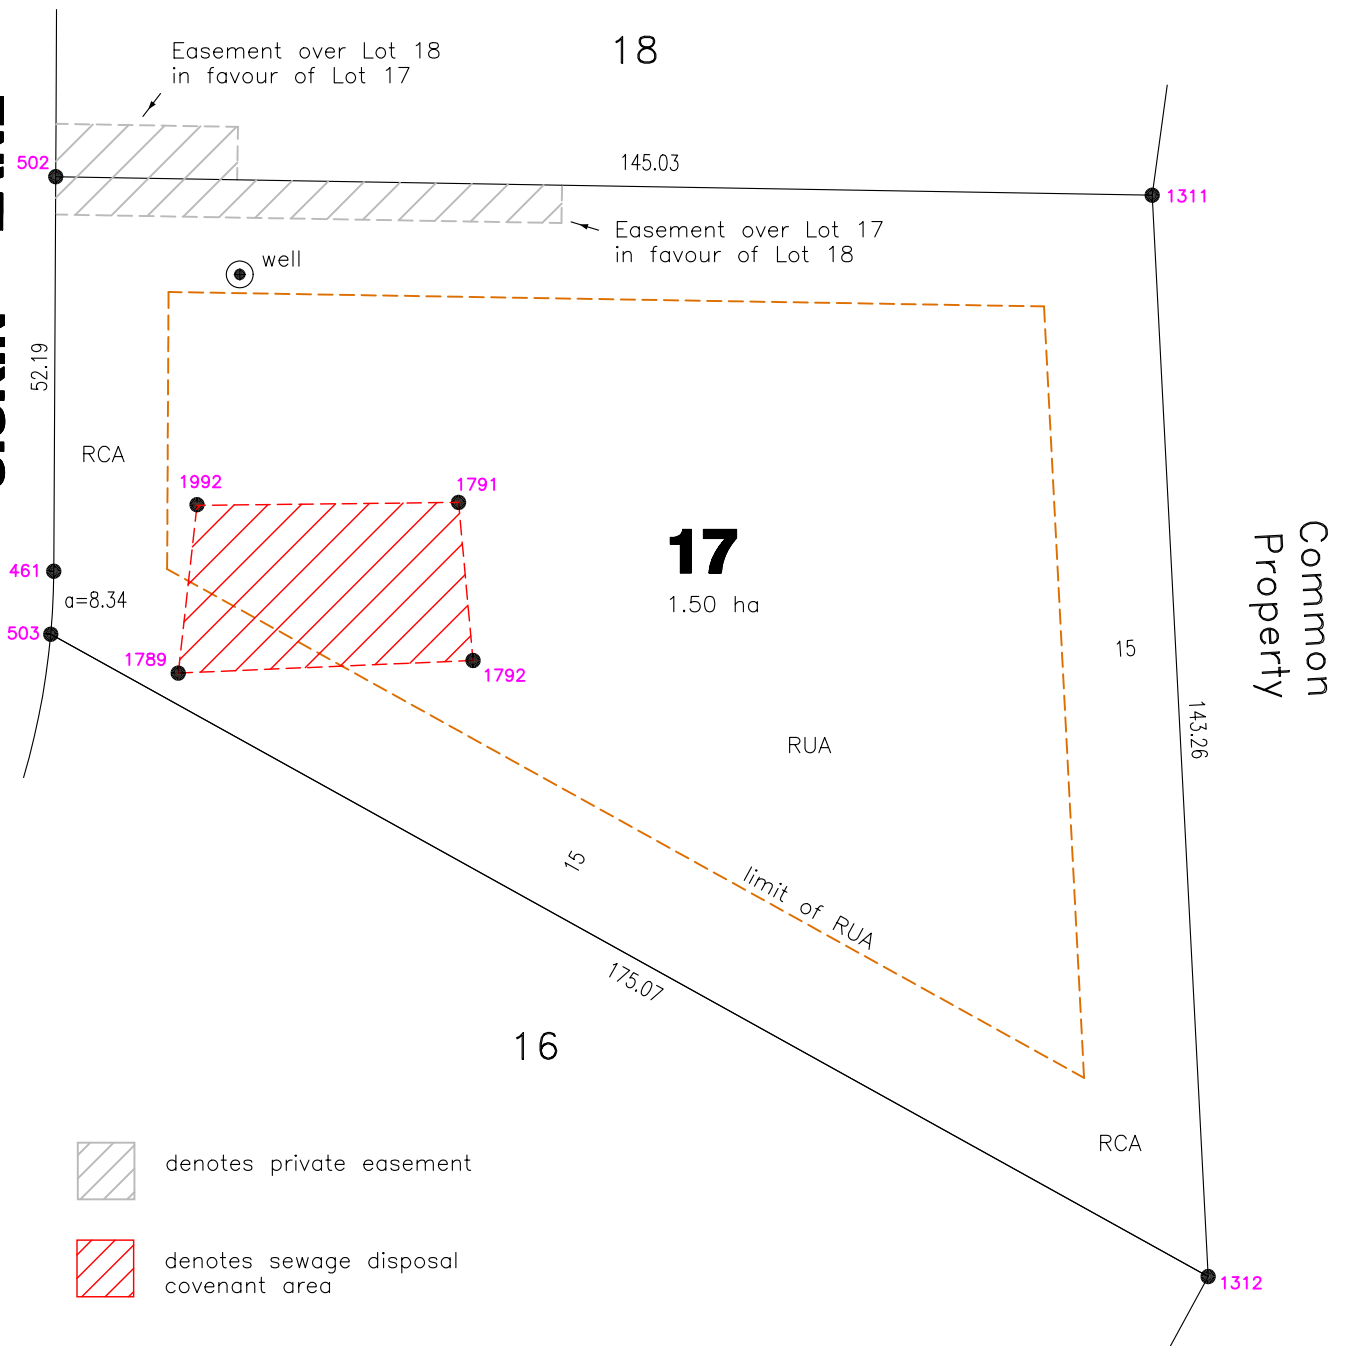 Easement over Lot 18
in favour of Lot 17
18
502
145.03
1311
Easement over Lot 17
in favour of Lot 18
well
52.19
RCA
1992
1791
17
1.50 ha
Common
Property
461
a=8.34
503
1789
1792
15
143.26
RUA
15
limit of RUA
175.07
16
RCA
denotes private easement
denotes sewage disposal
covenant area
1312